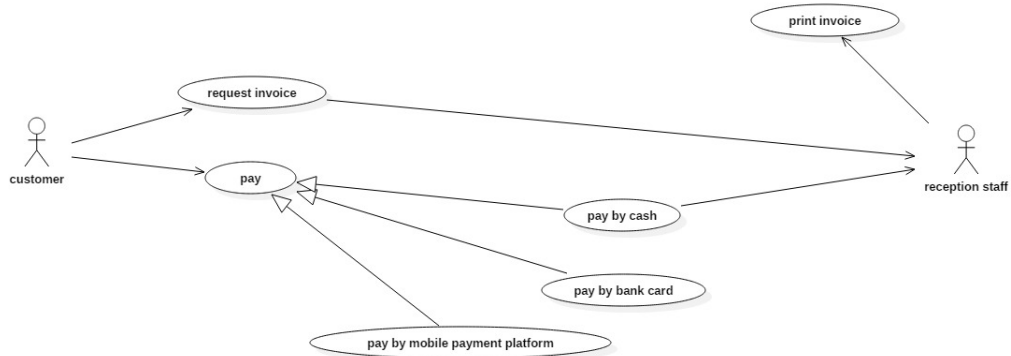 print invoice
request invoice
customer
pay
reception staff
pay by cash
pay by bank card
pay by mobile payment platform